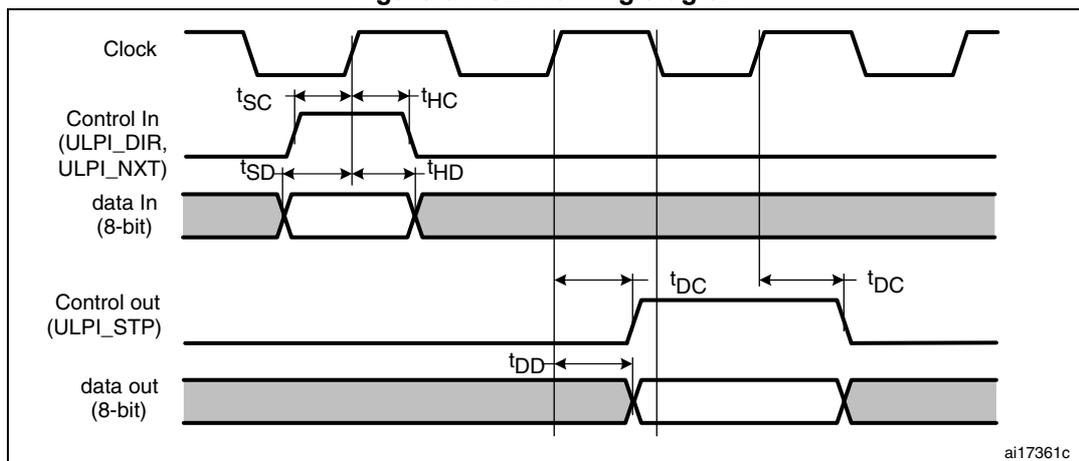 Clock
tSC
tHC
Control In
(ULPI_DIR,
ULPI_NXT)
tSD
tHD
data In
(8-bit)
tDC
tDC
Control out
(ULPI_STP)
tDD
data out
(8-bit)
ai17361c